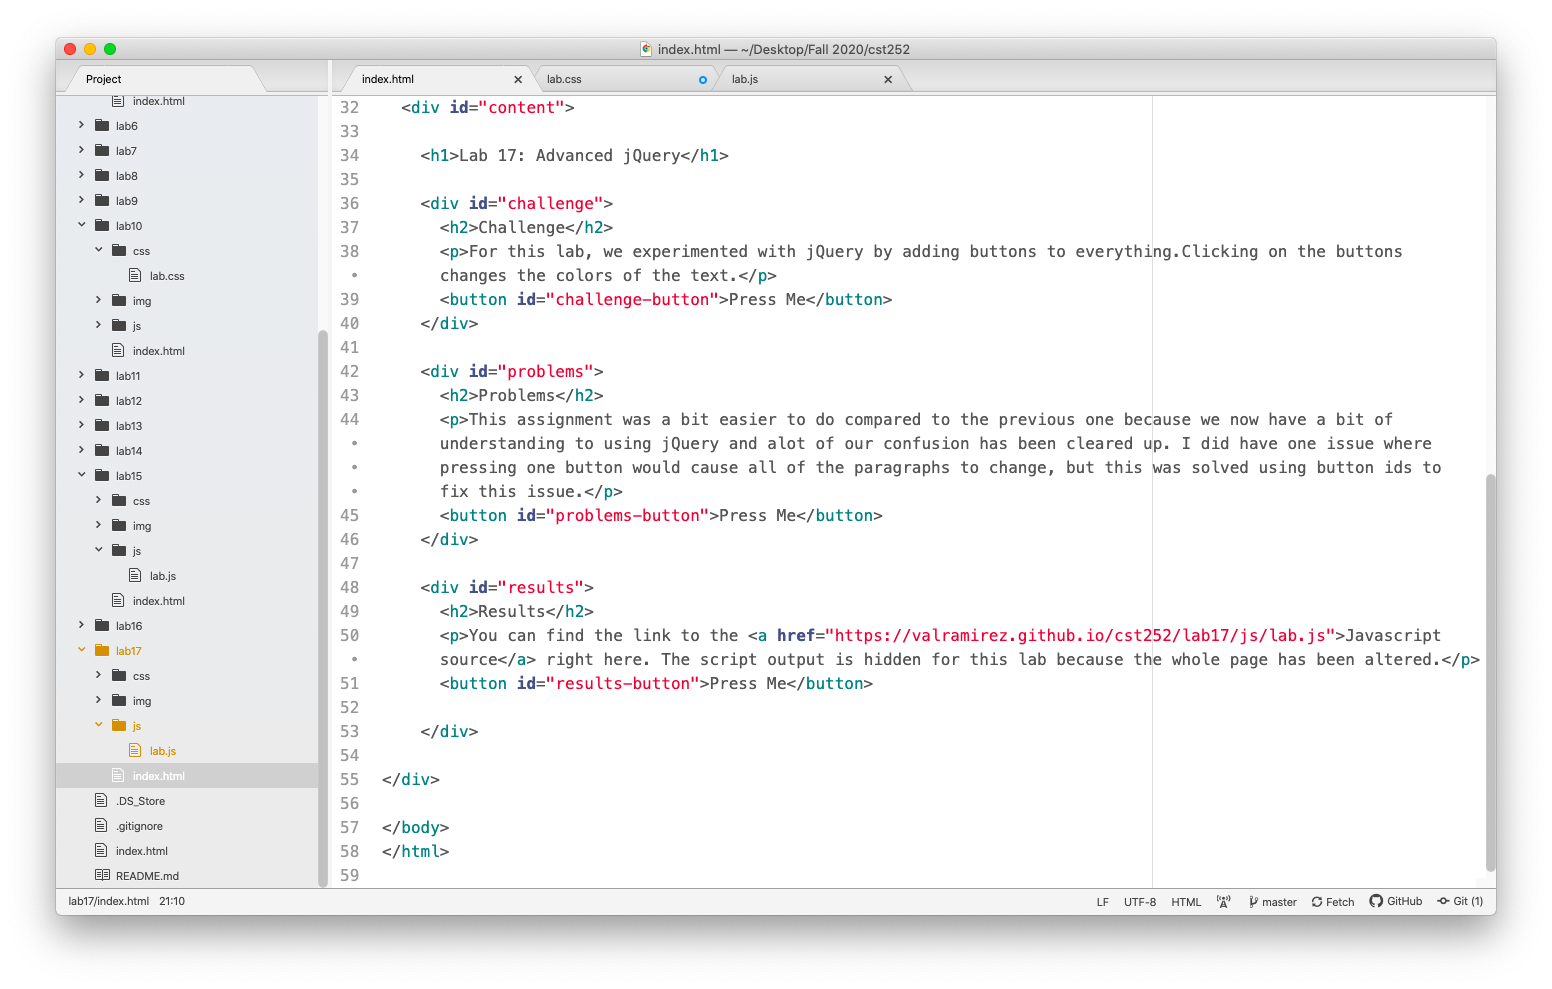 index.html — ~/Desktop/Fall 2020/cst252
Project
index.html
lab6
lab7
lab8
lab9
lab10
css
lab.css
img
js
index.html
lab11
lab12
lab13
lab14
lab15
css
img
js
lab.js
index.html
lab16
lab17
css
img
js
lab.js
index.html
.DS_Store
.gitignore
index.html
README.md
index.html
lab.css
lab.js
32 <div id="content">
33
34 <h1>Lab 17: Advanced jQuery</h1>
35
36 <div id="challenge">
37 <h2>Challenge</h2>
38 <p>For this lab, we experimented with jQuery by adding buttons to everything.Clicking on the buttons
• changes the colors of the text.</p>
39 <button id="challenge-button">Press Me</button>
40 </div>
41
42 <div id="problems">
43 <h2>Problems</h2>
44 <p>This assignment was a bit easier to do compared to the previous one because we now have a bit of
• understanding to using jQuery and alot of our confusion has been cleared up. I did have one issue where
• pressing one button would cause all of the paragraphs to change, but this was solved using button ids to
• fix this issue.</p>
45 <button id="problems-button">Press Me</button>
46 </div>
47
48 <div id="results">
49 <h2>Results</h2>
50 <p>You can find the link to the <a href="https://valramirez.github.io/cst252/lab17/js/lab.js">Javascript
• source</a> right here. The script output is hidden for this lab because the whole page has been altered.</p>
51 <button id="results-button">Press Me</button>
52
53 </div>
54
55 </div>
56
57 </body>
58 </html>
59
lab17/index.html 21:10
LF UTF-8 HTML master Fetch GitHub Git (1)